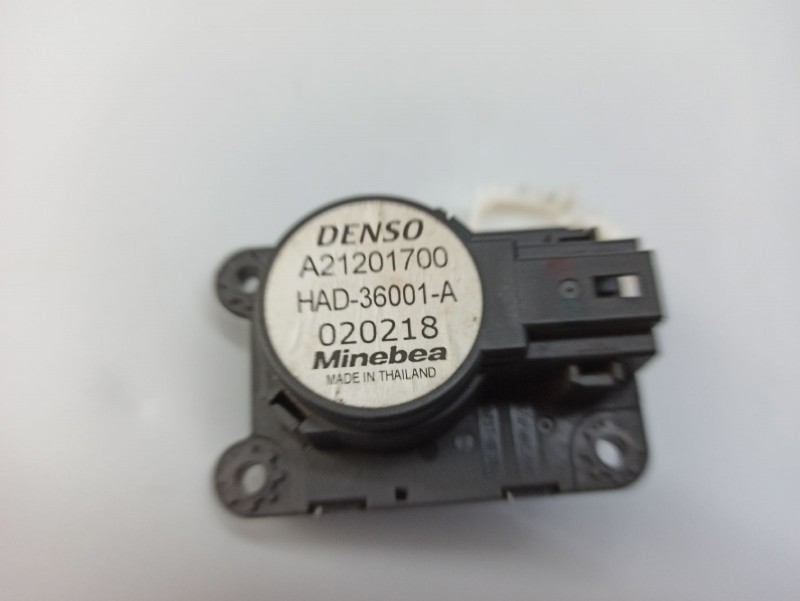 DENSO
A21201700
HAD-36001-A
020218
Minebea
MADE IN THAILAND